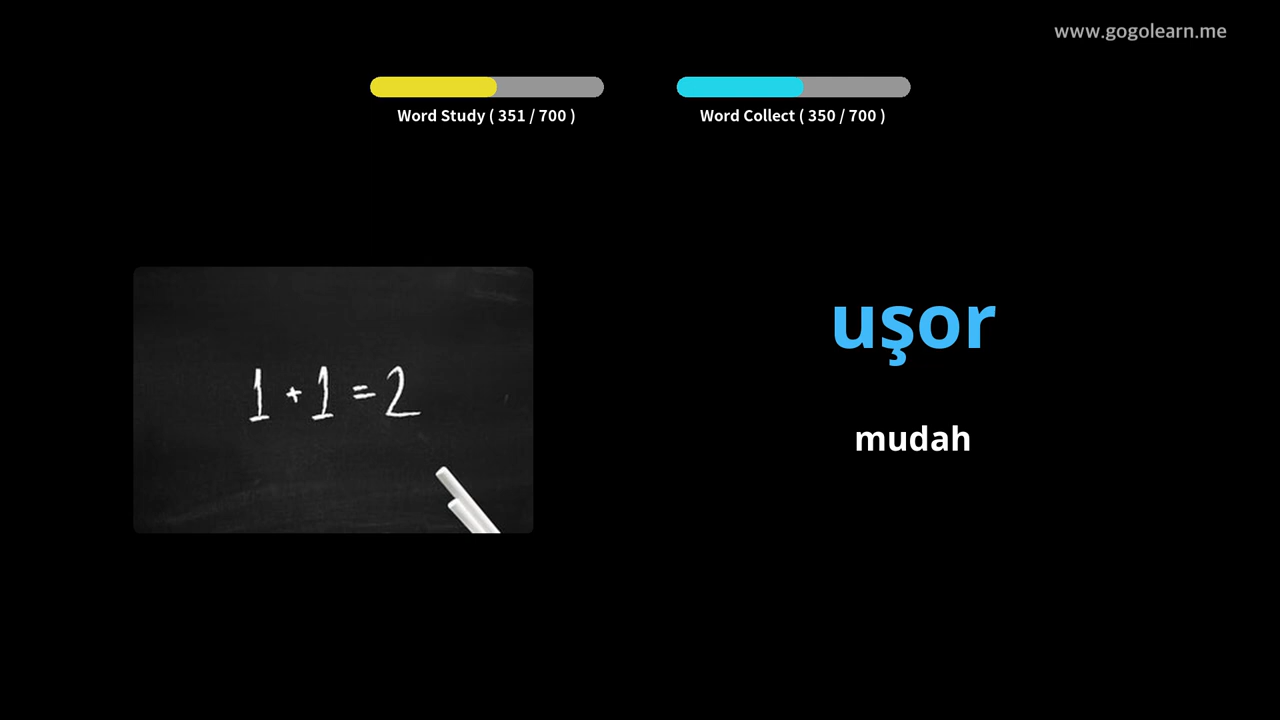 www.gogolearn.me
Word Study ( 351 / 700 )
Word Collect ( 350 / 700 )
1 + 1 = 2
uşor
mudah